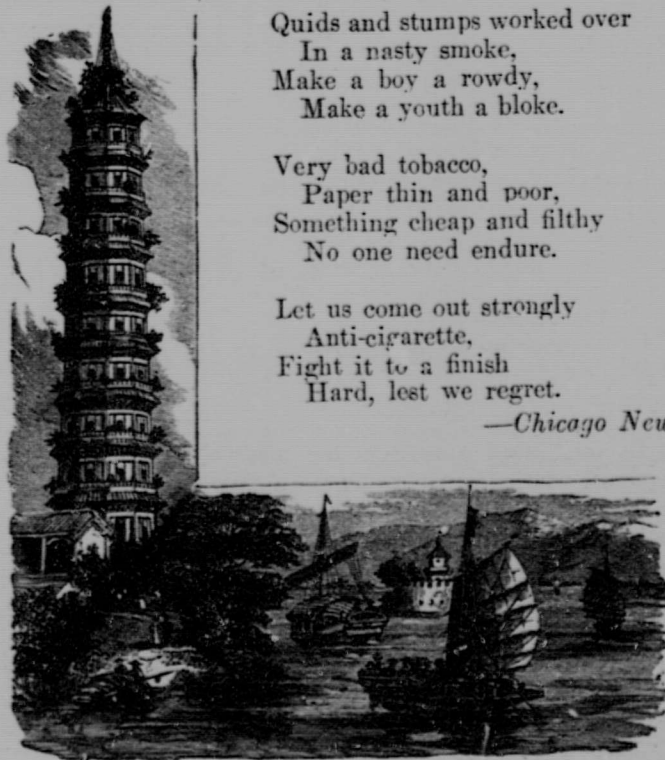 Quids and stumps worked over
In a nasty smoke,
Make a boy a rowdy,
Make a youth a bloke.
Very bad tobacco,
Paper thin and poor,
Something cheap and filthy
No one need endure.
Let us come out strongly
Anti-cigarette,
Fight it to a finish
Hard, lest we regret.
—Chicago